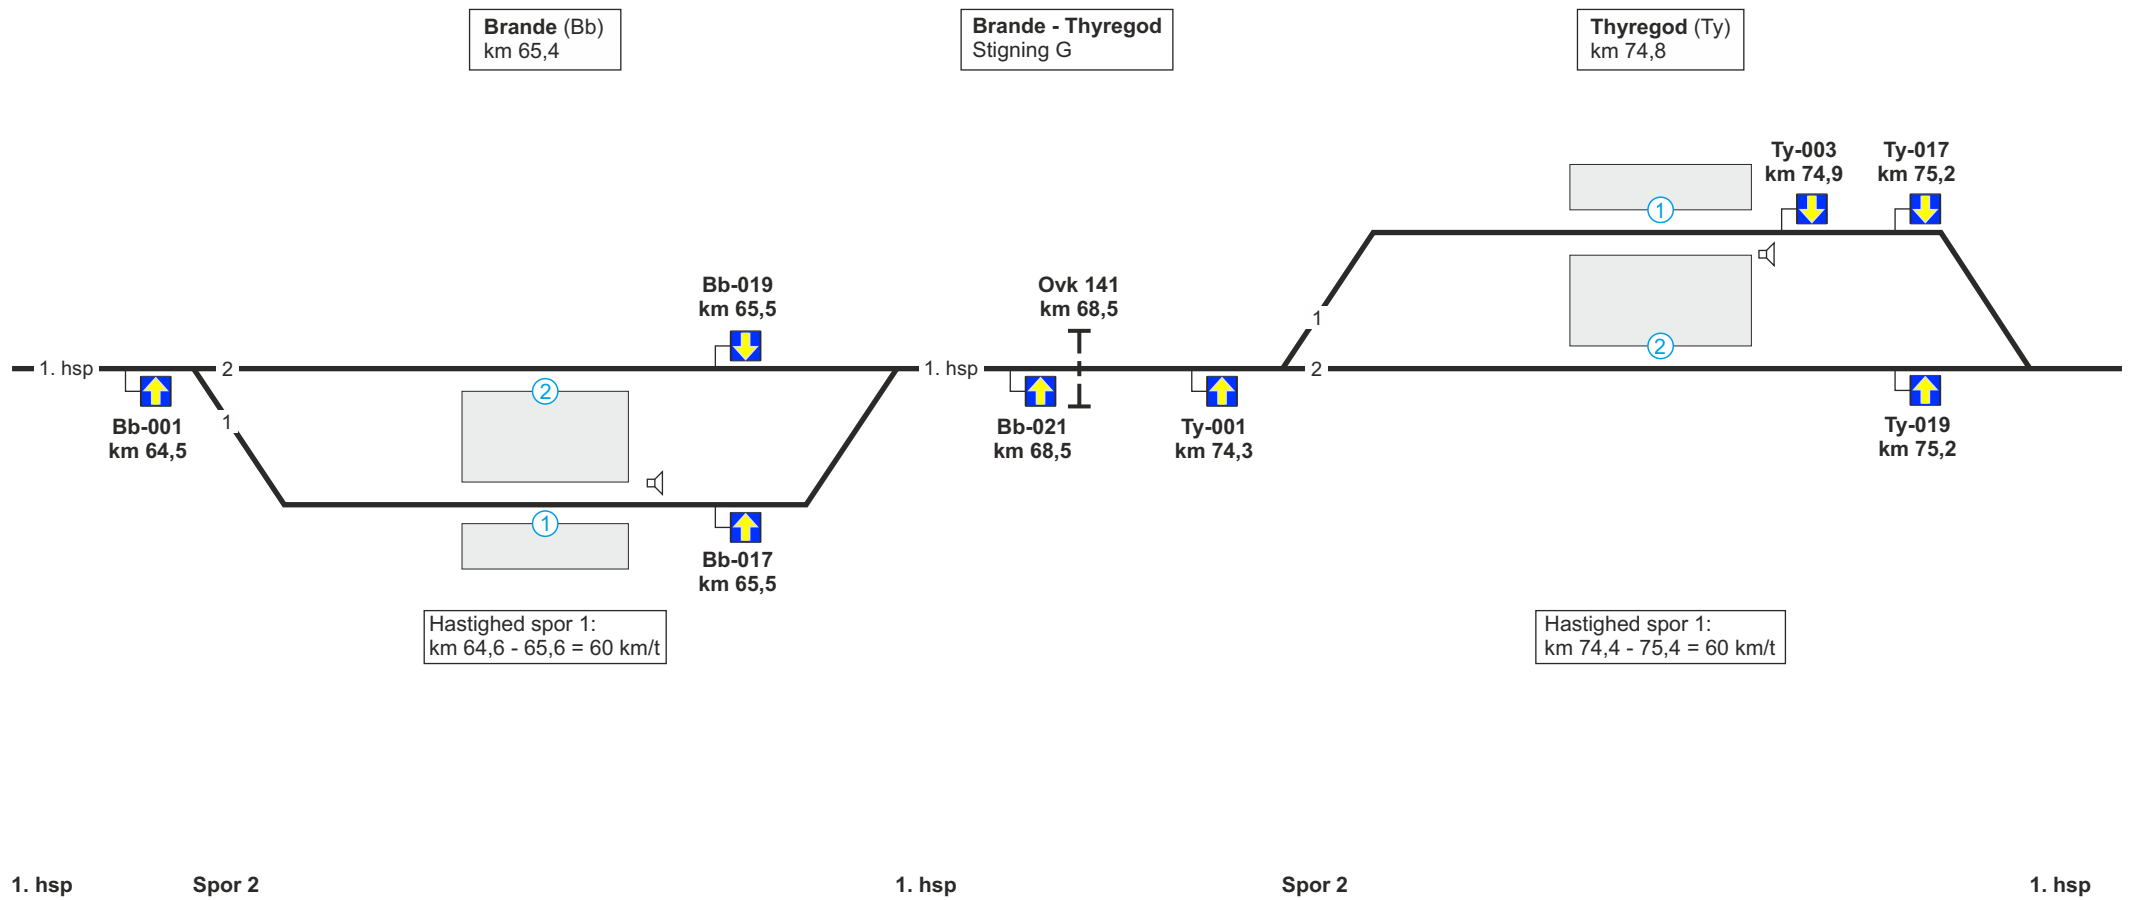 Brande (Bb)
km 65,4
Brande - Thyregod
Stigning G
Thyregod (Ty)
km 74,8
Ty-003
km 74,9
Ty-017
km 75,2
1
Bb-019
km 65,5
Ovk 141
km 68,5
1
2
1. hsp
2
1. hsp
2
2
1
Bb-001
km 64,5
Bb-021
km 68,5
Ty-001
km 74,3
Ty-019
km 75,2
1
Bb-017
km 65,5
Hastighed spor 1:
km 64,6 - 65,6 = 60 km/t
Hastighed spor 1:
km 74,4 - 75,4 = 60 km/t
1. hsp
Spor 2
1. hsp
Spor 2
1. hsp